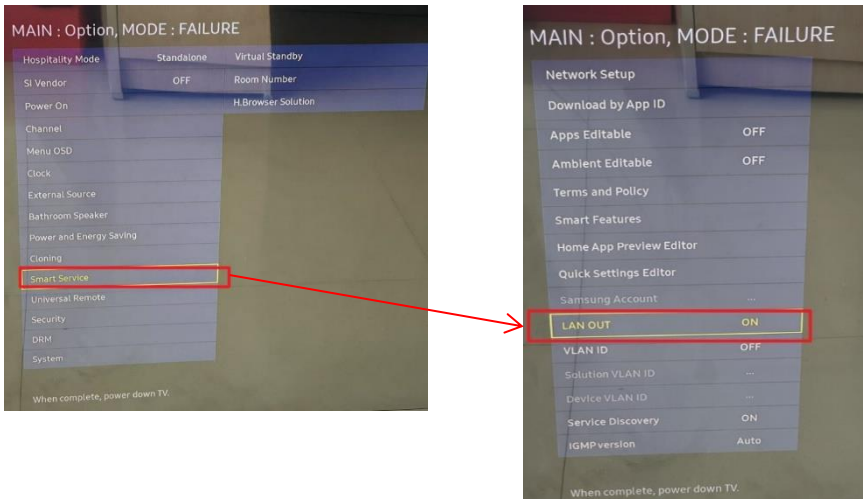 MAIN : Option, MODE : FAILURE
Hospitality Mode Standalone Virtual Standby
SI Vendor OFF Room Number
Power On H.Browser Solution
Channel
Menu OSD
Clock
External Source
Bathroom Speaker
Power and Energy Saving
Cloning
Smart Service
Universal Remote
Security
DRM
System
When complete, power down TV.
MAIN : Option, MODE : FAILURE
Network Setup
Download by App ID
Apps Editable OFF
Ambient Editable OFF
Terms and Policy
Smart Features
Home App Preview Editor
Quick Settings Editor
Samsung Account ...
LAN OUT ON
VLAN ID OFF
Solution VLAN ID ...
Device VLAN ID ...
Service Discovery ON
IGMP version Auto
When complete, power down TV.